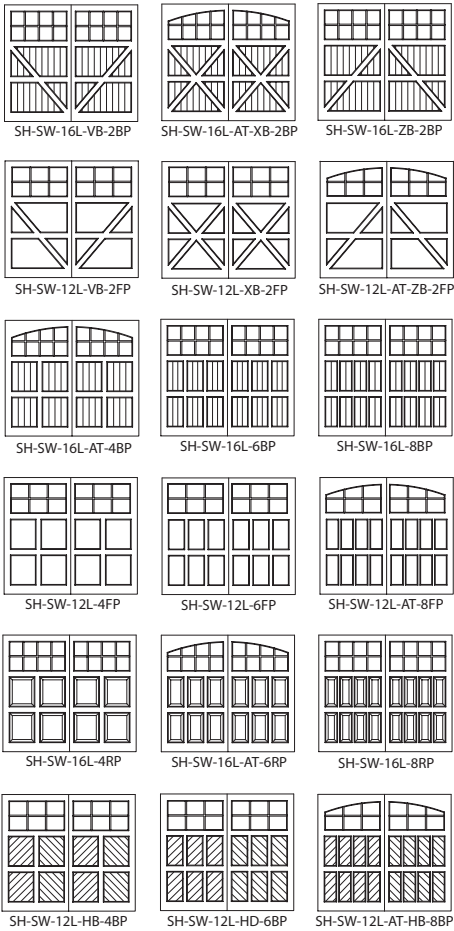 SH-SW-16L-VB-2BP
SH-SW-16L-AT-XB-2BP
SH-SW-16L-ZB-2BP
SH-SW-12L-VB-2FP
SH-SW-12L-XB-2FP
SH-SW-12L-AT-ZB-2FP
SH-SW-16L-AT-4BP
SH-SW-16L-6BP
SH-SW-16L-8BP
SH-SW-12L-4FP
SH-SW-12L-6FP
SH-SW-12L-AT-8FP
SH-SW-16L-4RP
SH-SW-16L-AT-6RP
SH-SW-16L-8RP
SH-SW-12L-HB-4BP
SH-SW-12L-HD-6BP
SH-SW-12L-AT-HB-8BP